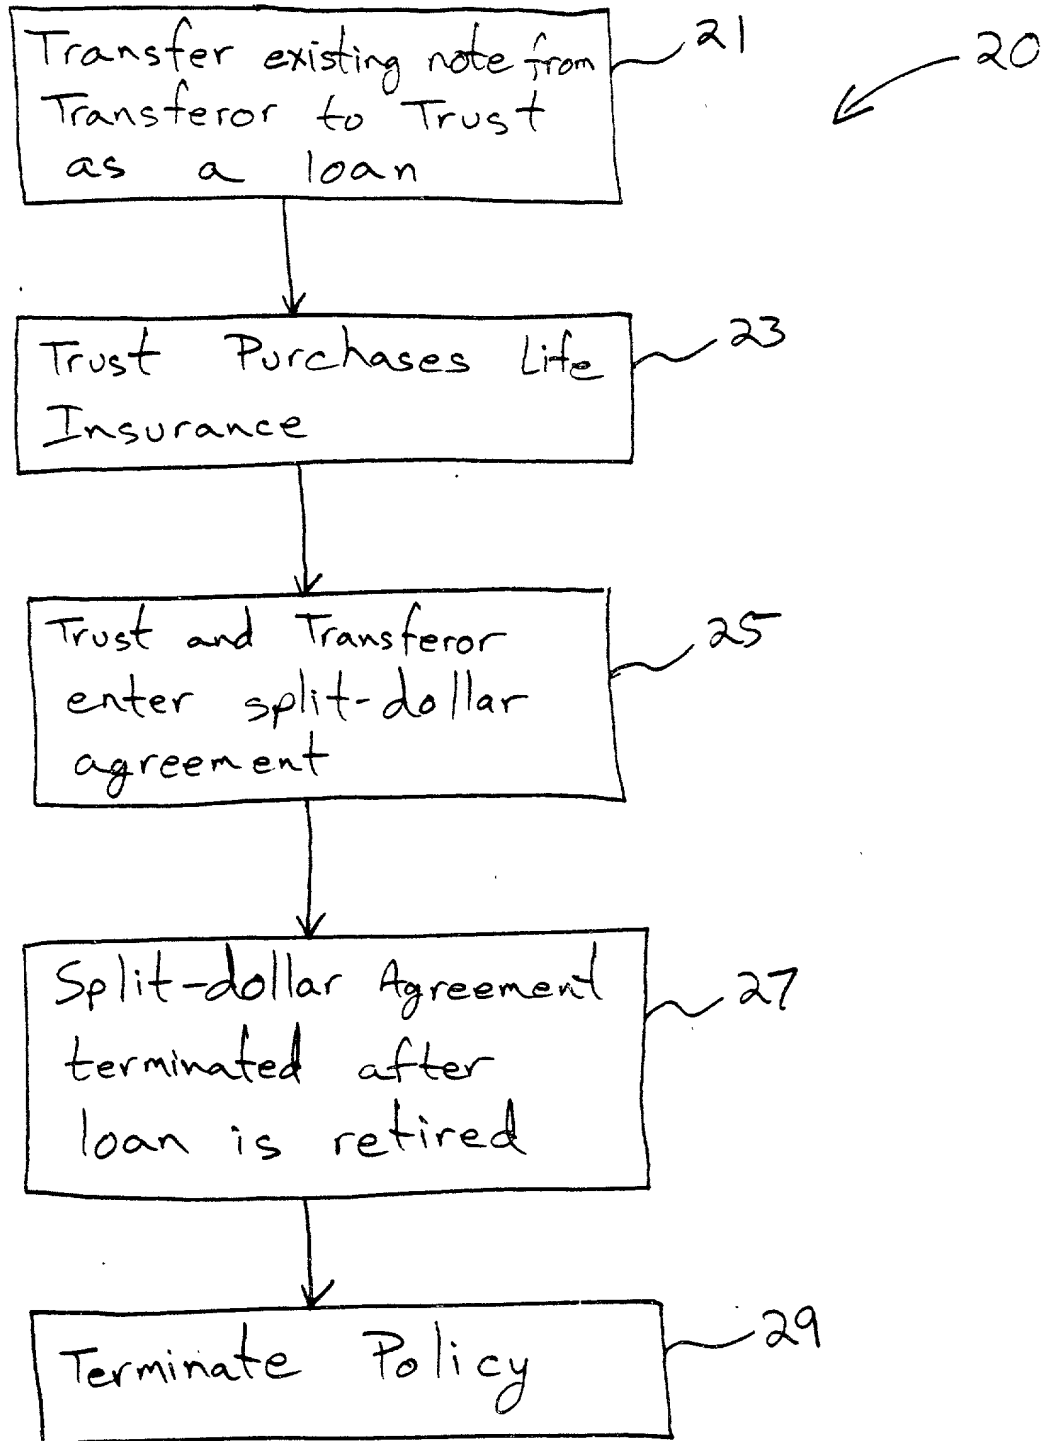 Transfer existing note from
Transferor to Trust
as a loan
21
20
Trust Purchases Life
Insurance
23
Trust and Transferor
enter split-dollar
agreement
25
Split-dollar Agreement
terminated after
loan is retired
27
Terminate Policy
29